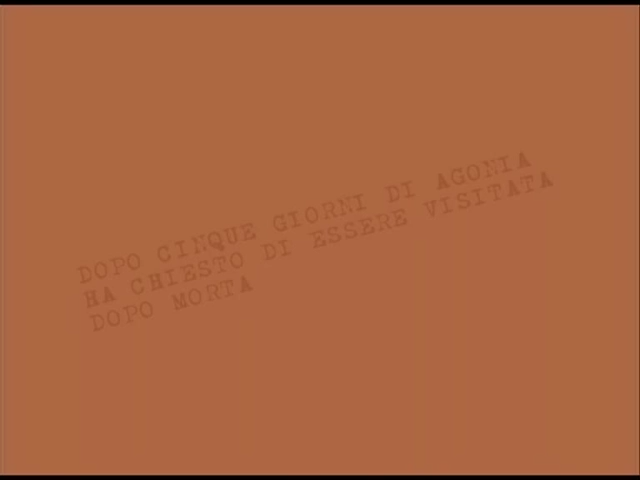 DOPO CINQUE GIORNI DI AGONIA
HA CHIESTO DI ESSERE VISITATA
DOPO MORTA